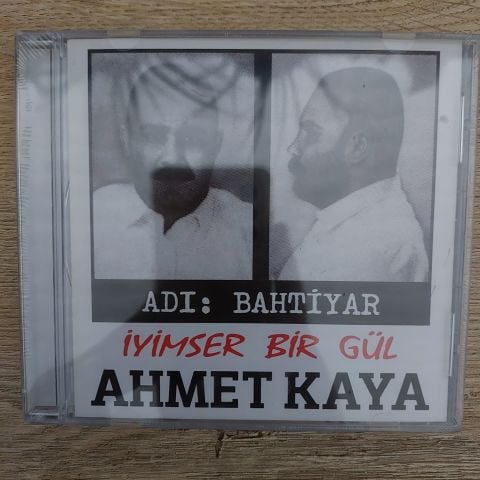 ADI: BAHTİYAR
İYİMSER BİR GÜL
AHMET KAYA